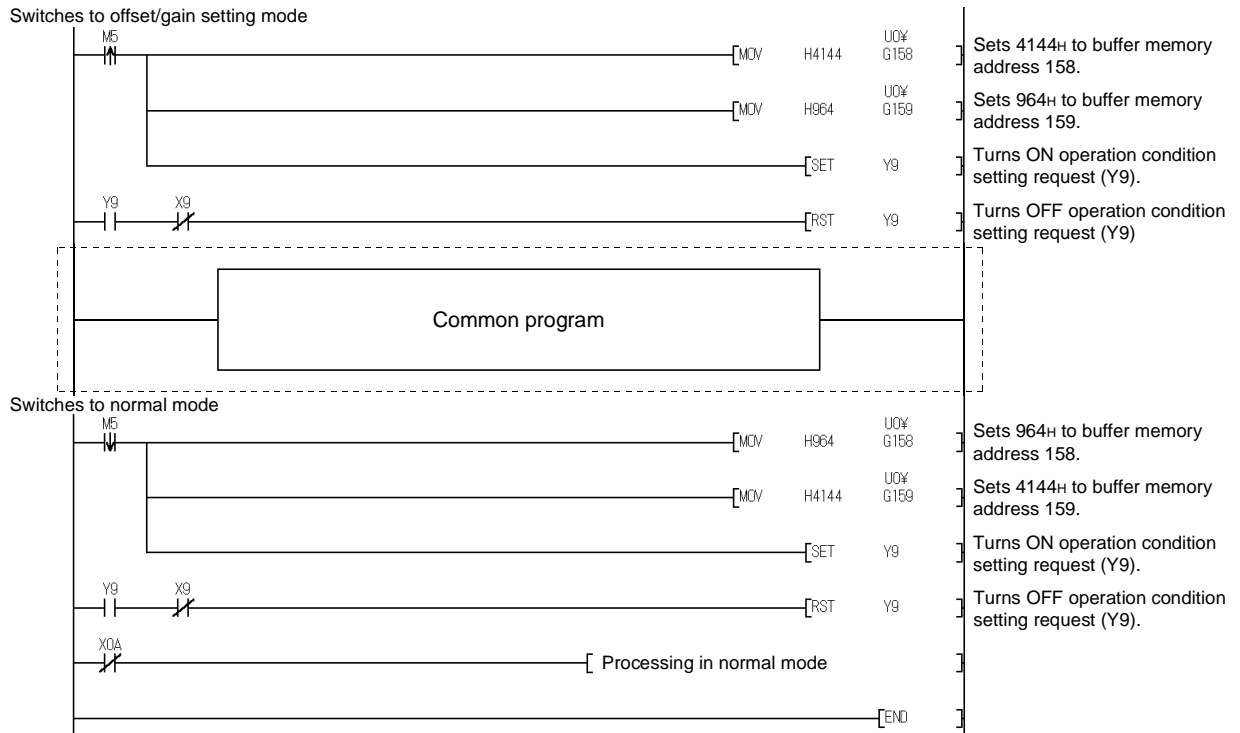 Switches to offset/gain setting mode
M5
U0¥
MOV H4144 G158
Sets 4144H to buffer memory
address 158.
U0¥
MOV H964 G159
Sets 964H to buffer memory
address 159.
SET Y9
Turns ON operation condition
setting request (Y9).
Y9 X9
RST Y9
Turns OFF operation condition
setting request (Y9)
Common program
Switches to normal mode
M5
U0¥
MOV H964 G158
Sets 964H to buffer memory
address 158.
U0¥
MOV H4144 G159
Sets 4144H to buffer memory
address 159.
SET Y9
Turns ON operation condition
setting request (Y9).
Y9 X9
RST Y9
Turns OFF operation condition
setting request (Y9).
X0A
Processing in normal mode
END